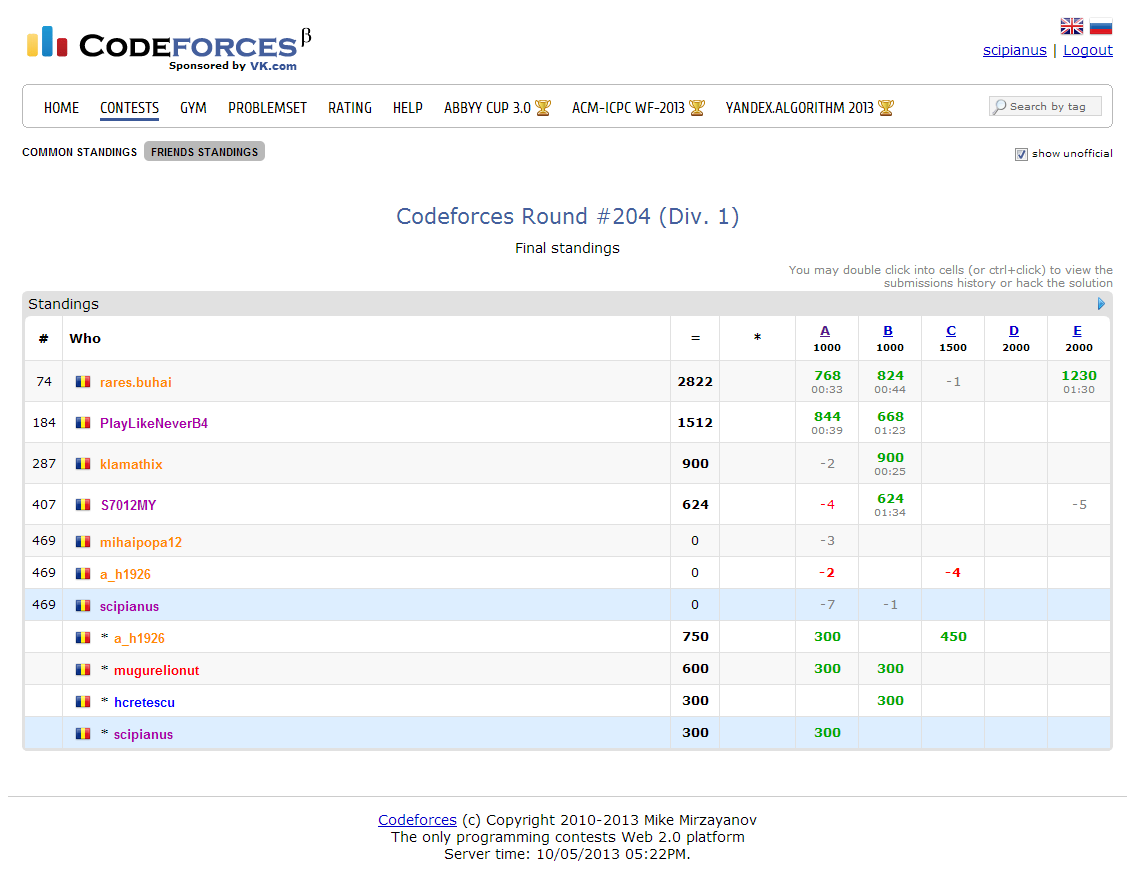 CODEFORCES β
Sponsored by VK.com
scipianus | Logout
HOME CONTESTS GYM PROBLEMSET RATING HELP ABBYY CUP 3.0 ACM-ICPC WF-2013 YANDEX.ALGORITHM 2013 Search by tag
COMMON STANDINGS FRIENDS STANDINGS show unofficial
Codeforces Round #204 (Div. 1)
Final standings
You may double click into cells (or ctrl+click) to view the
submissions history or hack the solution
Standings
# Who = * A B C D E
1000 1000 1500 2000 2000
74 rares.buhai 2822 768 824 -1 1230
00:33 00:44 01:30
184 PlayLikeNeverB4 1512 844 668
00:39 01:23
287 klamathix 900 -2 900
00:25
407 S7012MY 624 -4 624 -5
01:34
469 mihaipopa12 0 -3
469 a_h1926 0 -2 -4
469 scipianus 0 -7 -1
* a_h1926 750 300 450
* mugurelionut 600 300 300
* hcretescu 300 300
* scipianus 300 300
Codeforces (c) Copyright 2010-2013 Mike Mirzayanov
The only programming contests Web 2.0 platform
Server time: 10/05/2013 05:22PM.